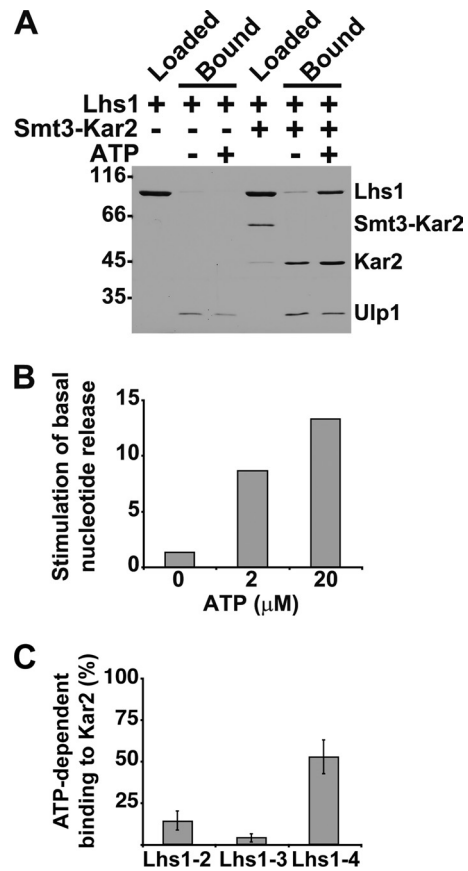 A
Loaded Bound Loaded Bound
Lhs1 + + + + + +
Smt3-Kar2 - - - + + +
ATP - + - +
116
66
45
35
Lhs1
Smt3-Kar2
Kar2
Ulp1
B
Stimulation of basal
nucleotide release
15
10
5
0
0 2 20
ATP (μM)
C
ATP-dependent
binding to Kar2 (%)
100
75
50
25
Lhs1-2 Lhs1-3 Lhs1-4